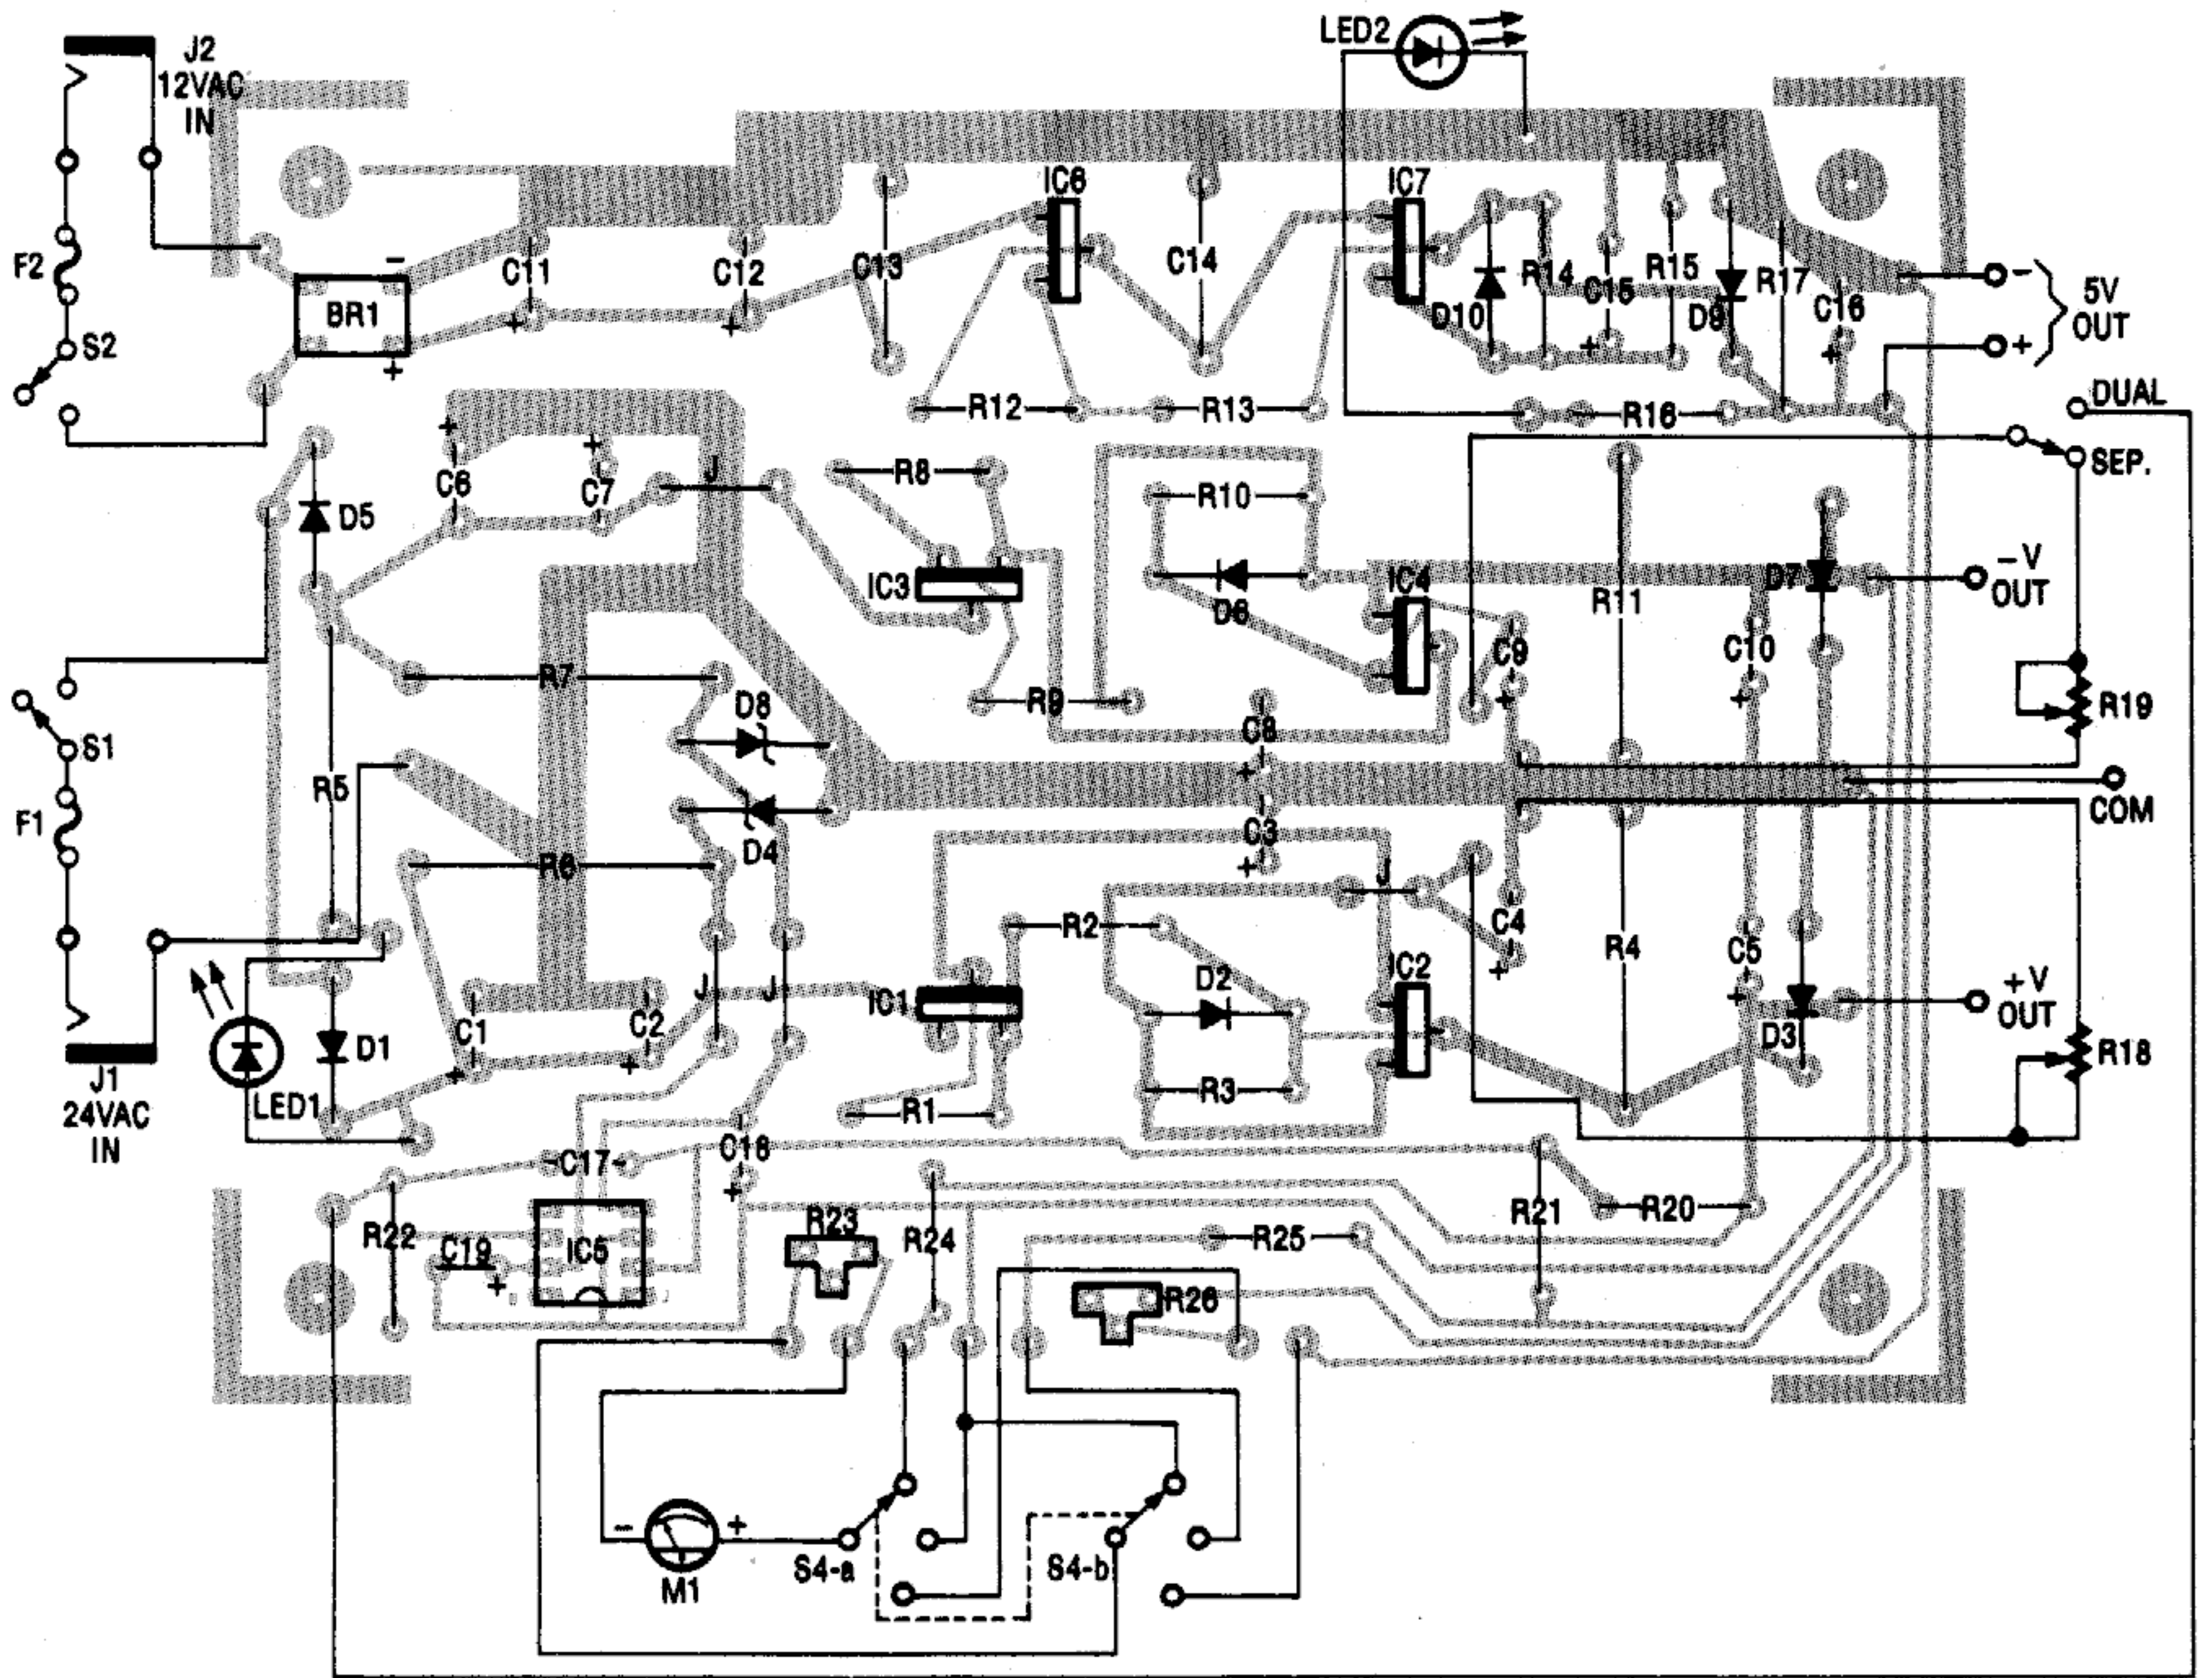 J2
12VAC
IN
LED2
F2
S2
BR1
-
+
C11
+
C12
+
C13
IC6
C14
IC7
D10
R14
C15
+
R15
D9
R17
C16
+
-
+
5V
OUT
R12
R13
R16
DUAL
SEP.
+
C6
+
C7
J
R8
R10
D5
IC3
D6
IC4
R11
D7
-V
OUT
R7
D8
R9
C9
+
C10
+
R19
C8
+
S1
F1
R5
R6
D4
C3
+
COM
J
R2
C4
+
R4
C5
+
D3
+V
OUT
R18
J1
24VAC
IN
LED1
D1
C1
+
C2
+
J
J
IC1
D2
IC2
R3
R1
C17
C18
+
R22
C19
+
IC5
R23
R24
R25
R26
R21
R20
-
+
M1
S4-a
S4-b